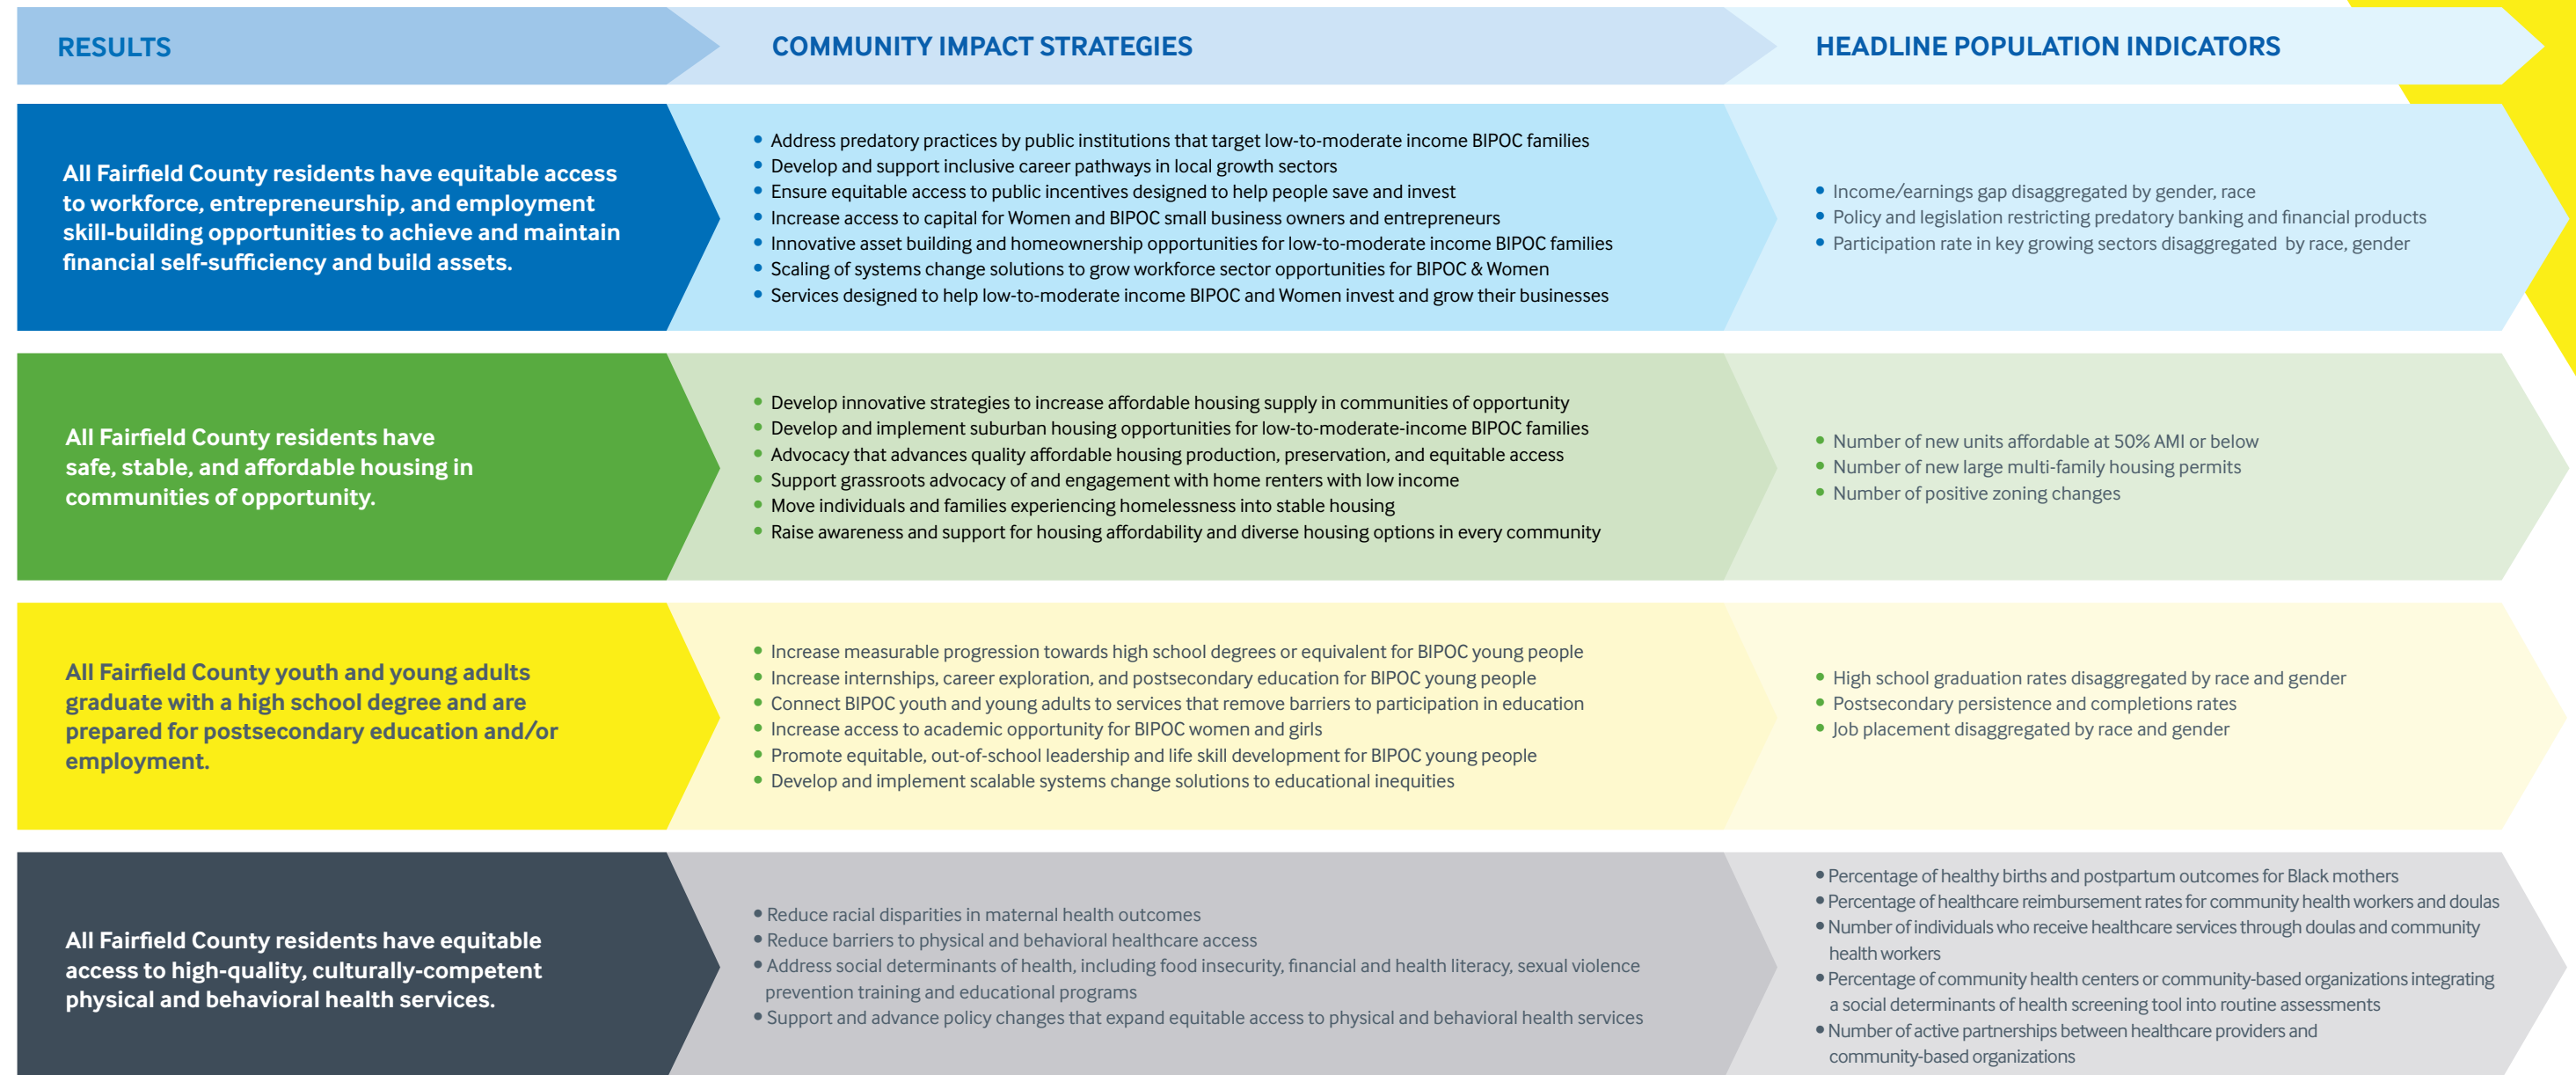 RESULTS
COMMUNITY IMPACT STRATEGIES
HEADLINE POPULATION INDICATORS
All Fairfield County residents have equitable access
to workforce, entrepreneurship, and employment
skill-building opportunities to achieve and maintain
financial self-sufficiency and build assets.
• Address predatory practices by public institutions that target low-to-moderate income BIPOC families
• Develop and support inclusive career pathways in local growth sectors
• Ensure equitable access to public incentives designed to help people save and invest
• Increase access to capital for Women and BIPOC small business owners and entrepreneurs
• Innovative asset building and homeownership opportunities for low-to-moderate income BIPOC families
• Scaling of systems change solutions to grow workforce sector opportunities for BIPOC & Women
• Services designed to help low-to-moderate income BIPOC and Women invest and grow their businesses
• Income/earnings gap disaggregated by gender, race
• Policy and legislation restricting predatory banking and financial products
• Participation rate in key growing sectors disaggregated by race, gender
All Fairfield County residents have
safe, stable, and affordable housing in
communities of opportunity.
• Develop innovative strategies to increase affordable housing supply in communities of opportunity
• Develop and implement suburban housing opportunities for low-to-moderate-income BIPOC families
• Advocacy that advances quality affordable housing production, preservation, and equitable access
• Support grassroots advocacy of and engagement with home renters with low income
• Move individuals and families experiencing homelessness into stable housing
• Raise awareness and support for housing affordability and diverse housing options in every community
• Number of new units affordable at 50% AMI or below
• Number of new large multi-family housing permits
• Number of positive zoning changes
All Fairfield County youth and young adults
graduate with a high school degree and are
prepared for postsecondary education and/or
employment.
• Increase measurable progression towards high school degrees or equivalent for BIPOC young people
• Increase internships, career exploration, and postsecondary education for BIPOC young people
• Connect BIPOC youth and young adults to services that remove barriers to participation in education
• Increase access to academic opportunity for BIPOC women and girls
• Promote equitable, out-of-school leadership and life skill development for BIPOC young people
• Develop and implement scalable systems change solutions to educational inequities
• High school graduation rates disaggregated by race and gender
• Postsecondary persistence and completions rates
• Job placement disaggregated by race and gender
All Fairfield County residents have equitable
access to high-quality, culturally-competent
physical and behavioral health services.
• Reduce racial disparities in maternal health outcomes
• Reduce barriers to physical and behavioral healthcare access
• Address social determinants of health, including food insecurity, financial and health literacy, sexual violence
prevention training and educational programs
• Support and advance policy changes that expand equitable access to physical and behavioral health services
• Percentage of healthy births and postpartum outcomes for Black mothers
• Percentage of healthcare reimbursement rates for community health workers and doulas
• Number of individuals who receive healthcare services through doulas and community
health workers
• Percentage of community health centers or community-based organizations integrating
a social determinants of health screening tool into routine assessments
• Number of active partnerships between healthcare providers and
community-based organizations